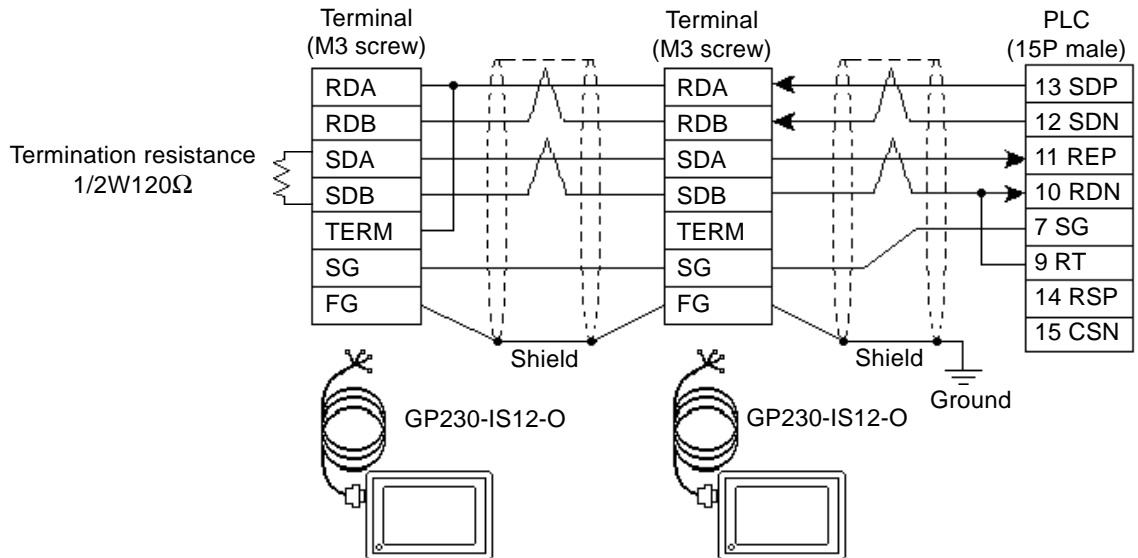 Terminal
(M3 screw)
Terminal
(M3 screw)
PLC
(15P male)
Termination resistance
1/2W120Ω
RDA
RDB
SDA
SDB
TERM
SG
FG
RDA
RDB
SDA
SDB
TERM
SG
FG
13 SDP
12 SDN
11 REP
10 RDN
7 SG
9 RT
14 RSP
15 CSN
Shield
Shield
Ground
GP230-IS12-O
GP230-IS12-O